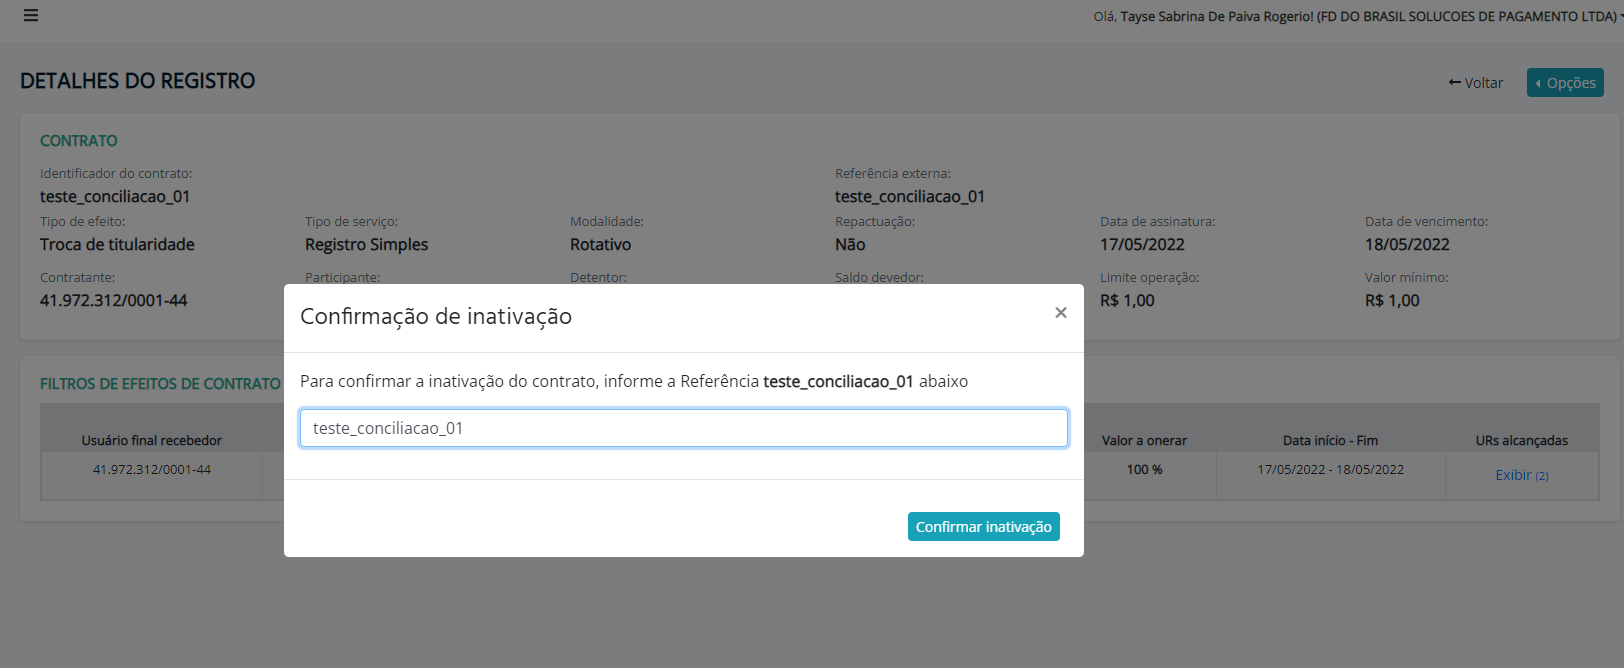 Olá, Tayse Sabrina De Paiva Rogerio! (FD DO BRASIL SOLUCOES DE PAGAMENTO LTDA)
DETALHES DO REGISTRO
Voltar
Opções
CONTRATO
Identificador do contrato: Referência externa:
teste_conciliacao_01 teste_conciliacao_01
Tipo de efeito: Tipo de serviço: Modalidade: Repactuação: Data de assinatura: Data de vencimento:
Troca de titularidade Registro Simples Rotativo Não 17/05/2022 18/05/2022
Contratante: Participante: Detentor: Saldo devedor: Limite operação: Valor mínimo:
41.972.312/0001-44 R$ 1,00 R$ 1,00
Confirmação de inativação
×
Para confirmar a inativação do contrato, informe a Referência teste_conciliacao_01 abaixo
teste_conciliacao_01
Confirmar inativação
FILTROS DE EFEITOS DE CONTRATO
Usuário final recebedor Valor a onerar Data início - Fim URs alcançadas
41.972.312/0001-44 100 % 17/05/2022 - 18/05/2022 Exibir (2)